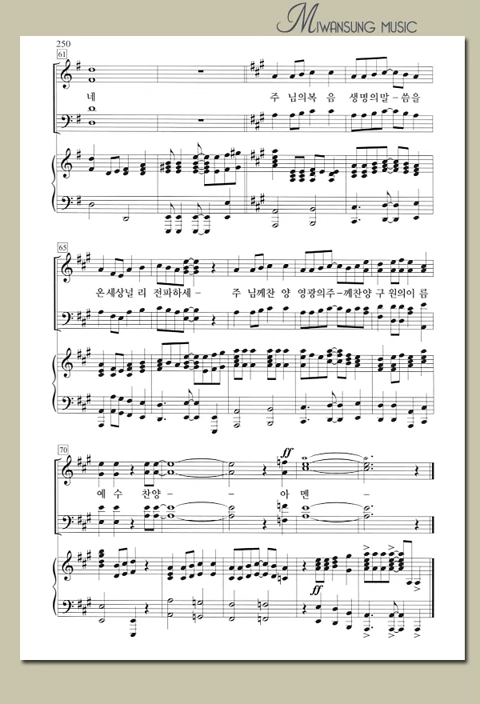 MIWANSUNG MUSIC
250
61
네 주 님의복 음 생명의말 - 씀을
65
온세상널 리 전파하세 - 주 님께찬 양 영광의주 - 께찬양 구 원의이 름
70
ff
예 수 찬양 - - 아 멘 -
ff